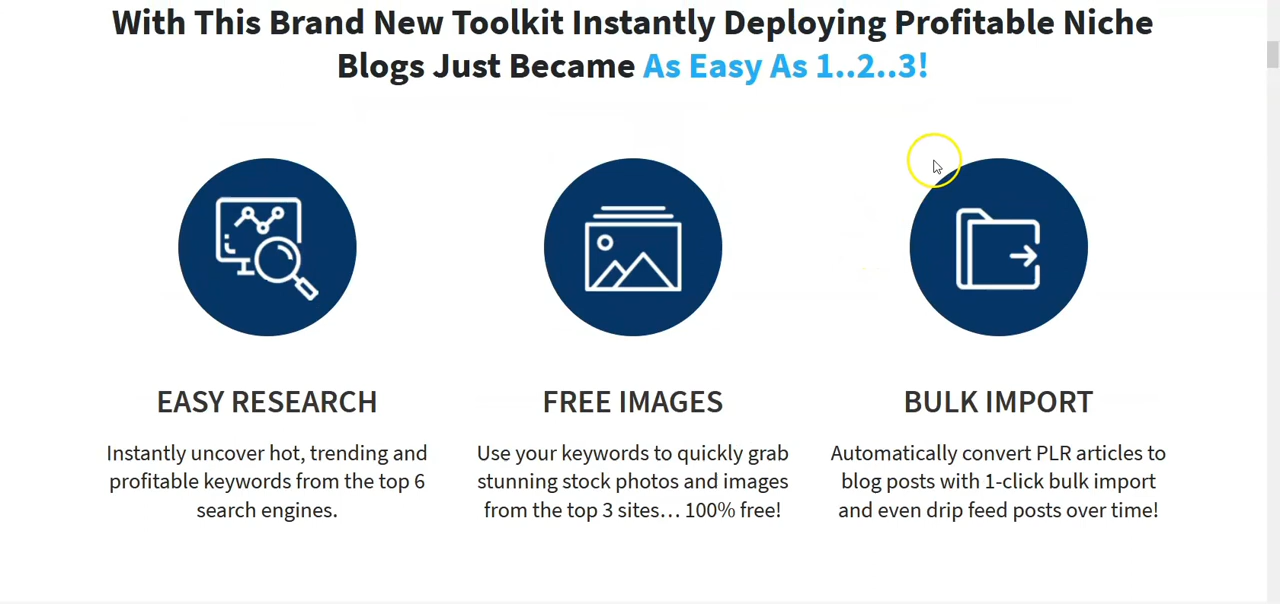 With This Brand New Toolkit Instantly Deploying Profitable Niche
Blogs Just Became As Easy As 1..2..3!
EASY RESEARCH
Instantly uncover hot, trending and
profitable keywords from the top 6
search engines.
FREE IMAGES
Use your keywords to quickly grab
stunning stock photos and images
from the top 3 sites... 100% free!
BULK IMPORT
Automatically convert PLR articles to
blog posts with 1-click bulk import
and even drip feed posts over time!